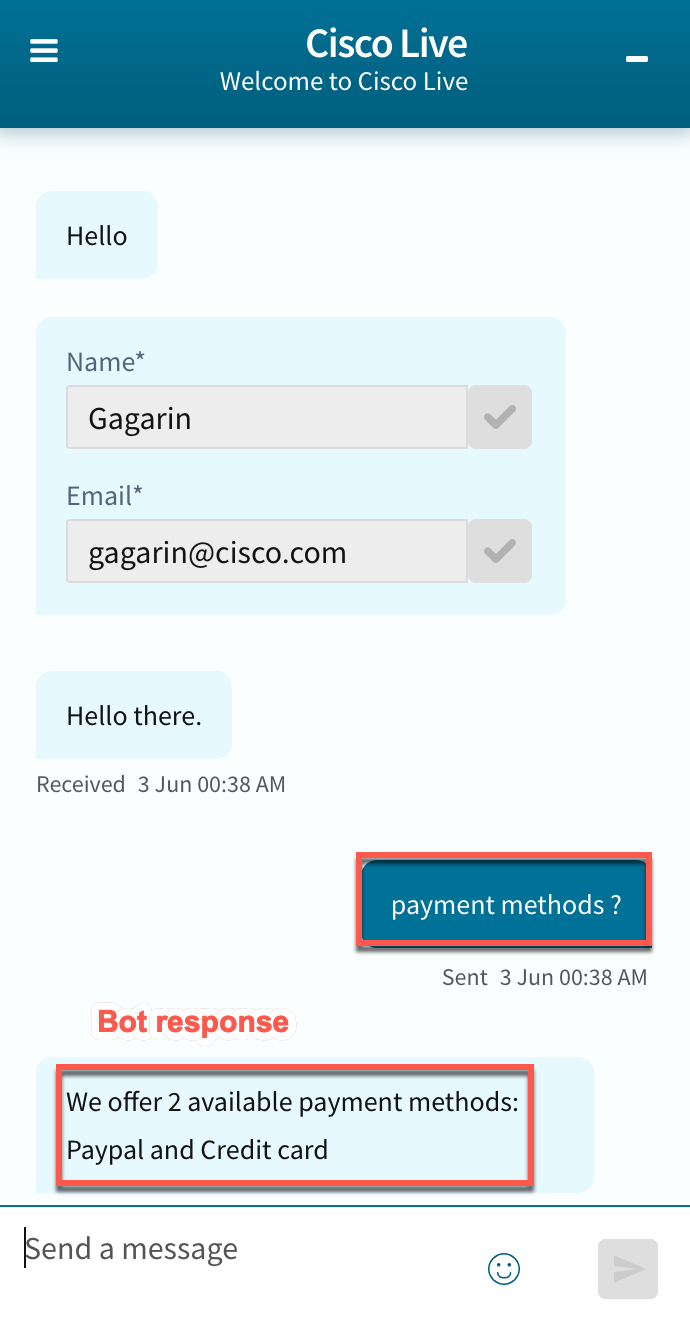 Cisco Live
Welcome to Cisco Live
Hello
Name*
Gagarin
Email*
gagarin@cisco.com
Hello there.
Received 3 Jun 00:38 AM
payment methods ?
Sent 3 Jun 00:38 AM
Bot response
We offer 2 available payment methods:
Paypal and Credit card
Send a message